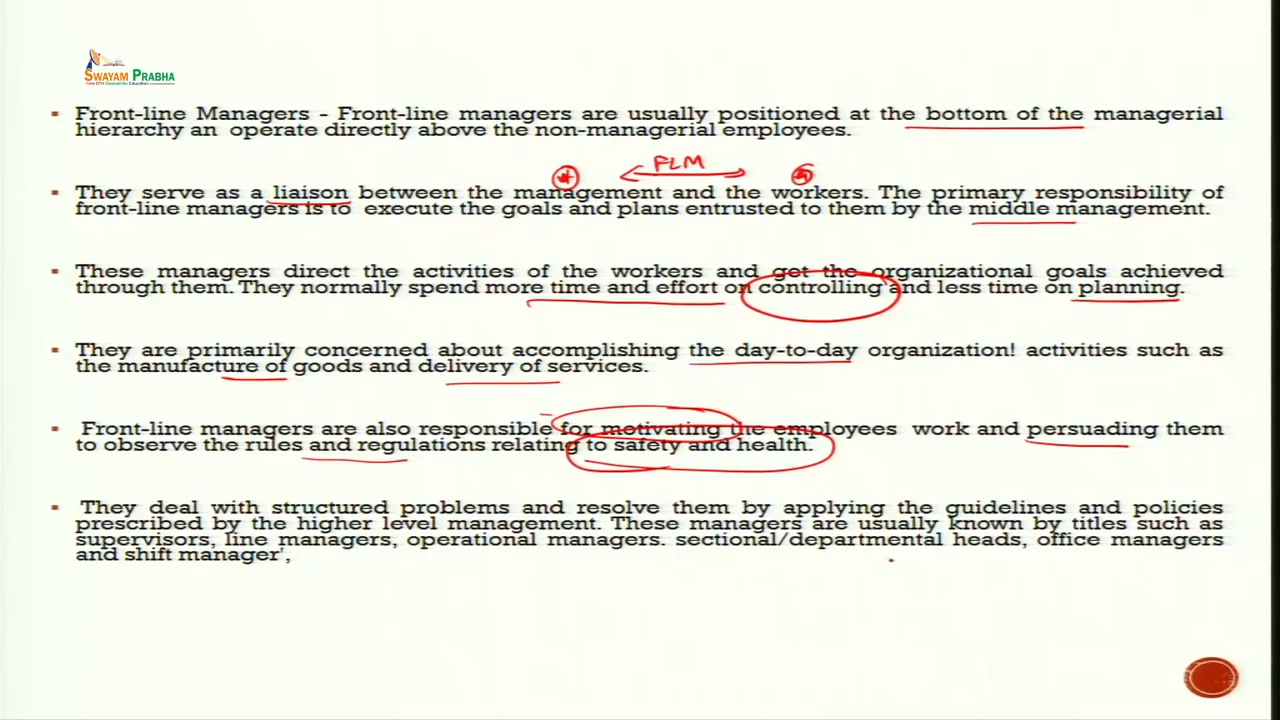 SWAYAM PRABHA
Front-line Managers - Front-line managers are usually positioned at the bottom of the managerial
hierarchy an operate directly above the non-managerial employees.
FLM
They serve as a liaison between the management and the workers. The primary responsibility of
front-line managers is to execute the goals and plans entrusted to them by the middle management.
These managers direct the activities of the workers and get the organizational goals achieved
through them. They normally spend more time and effort on controlling and less time on planning.
They are primarily concerned about accomplishing the day-to-day organization! activities such as
the manufacture of goods and delivery of services.
Front-line managers are also responsible for motivating the employees work and persuading them
to observe the rules and regulations relating to safety and health.
They deal with structured problems and resolve them by applying the guidelines and policies
prescribed by the higher level management. These managers are usually known by titles such as
supervisors, line managers, operational managers. sectional/departmental heads, office managers
and shift manager',